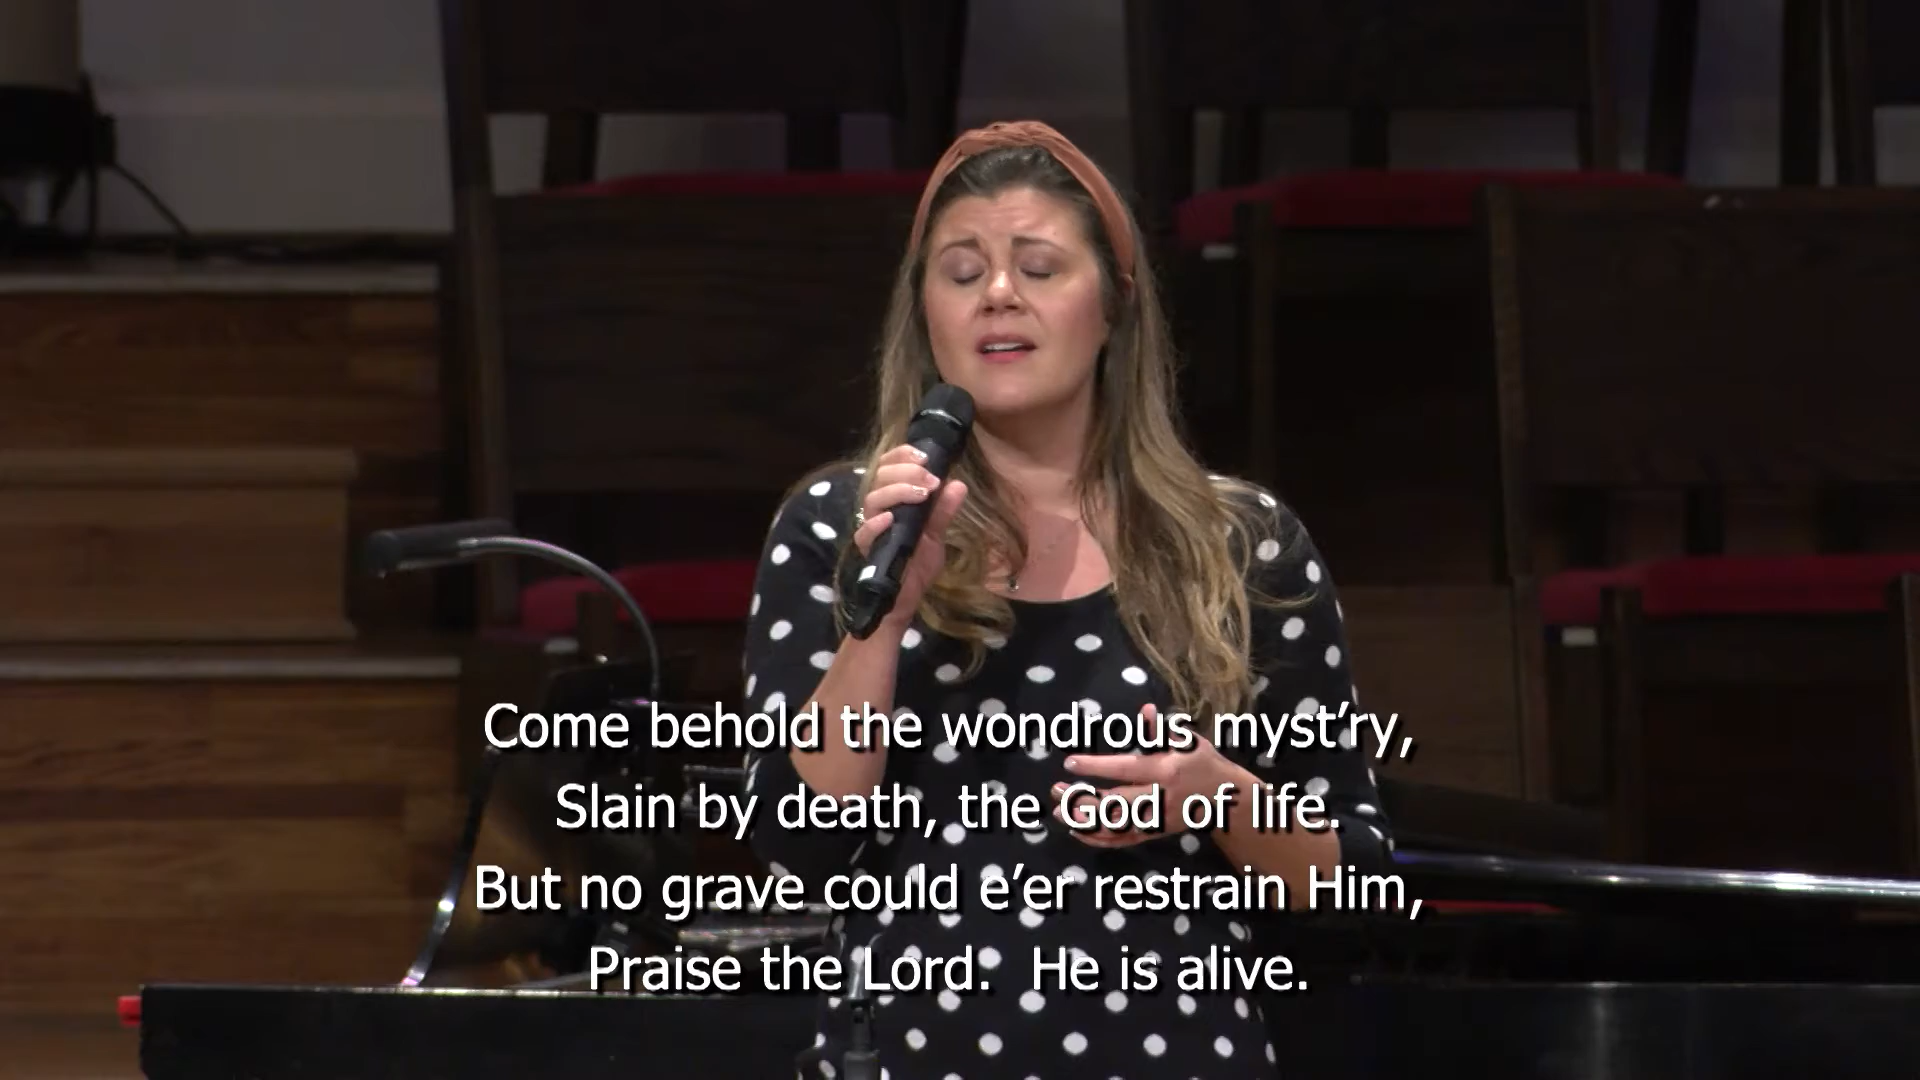 Come behold the wondrous myst’ry,
Slain by death, the God of life.
But no grave could e’er restrain Him,
Praise the Lord.  He is alive.